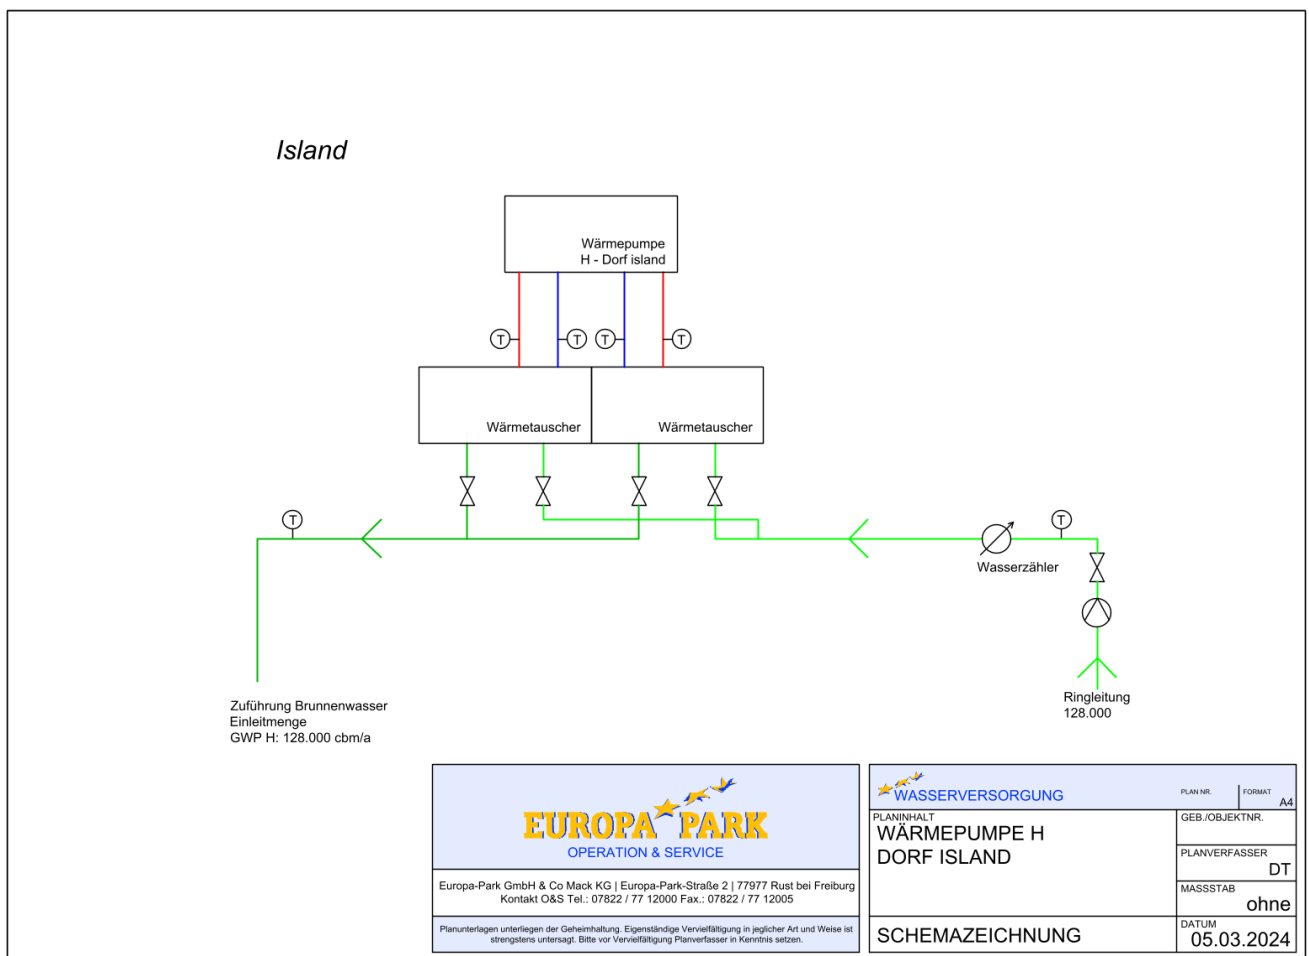 Island
Wärmepumpe
H - Dorf island
T
T
T
T
Wärmetauscher
Wärmetauscher
T
T
Wasserzähler
Zuführung Brunnenwasser
Einleitmenge
GWP H: 128.000 cbm/a
Ringleitung
128.000
EUROPA PARK
OPERATION & SERVICE
Europa-Park GmbH & Co Mack KG | Europa-Park-Straße 2 | 77977 Rust bei Freiburg
Kontakt O&S Tel.: 07822 / 77 12000 Fax.: 07822 / 77 12005
Planunterlagen unterliegen der Geheimhaltung. Eigenständige Vervielfältigung in jeglicher Art und Weise ist
strengstens untersagt. Bitte vor Vervielfältigung Planverfasser in Kenntnis setzen.
WASSERVERSORGUNG
PLAN NR.
FORMAT
A4
PLANINHALT
WÄRMEPUMPE H
DORF ISLAND
GEB./OBJEKTNR.
PLANVERFASSER
DT
MASSSTAB
ohne
SCHEMAZEICHNUNG
DATUM
05.03.2024